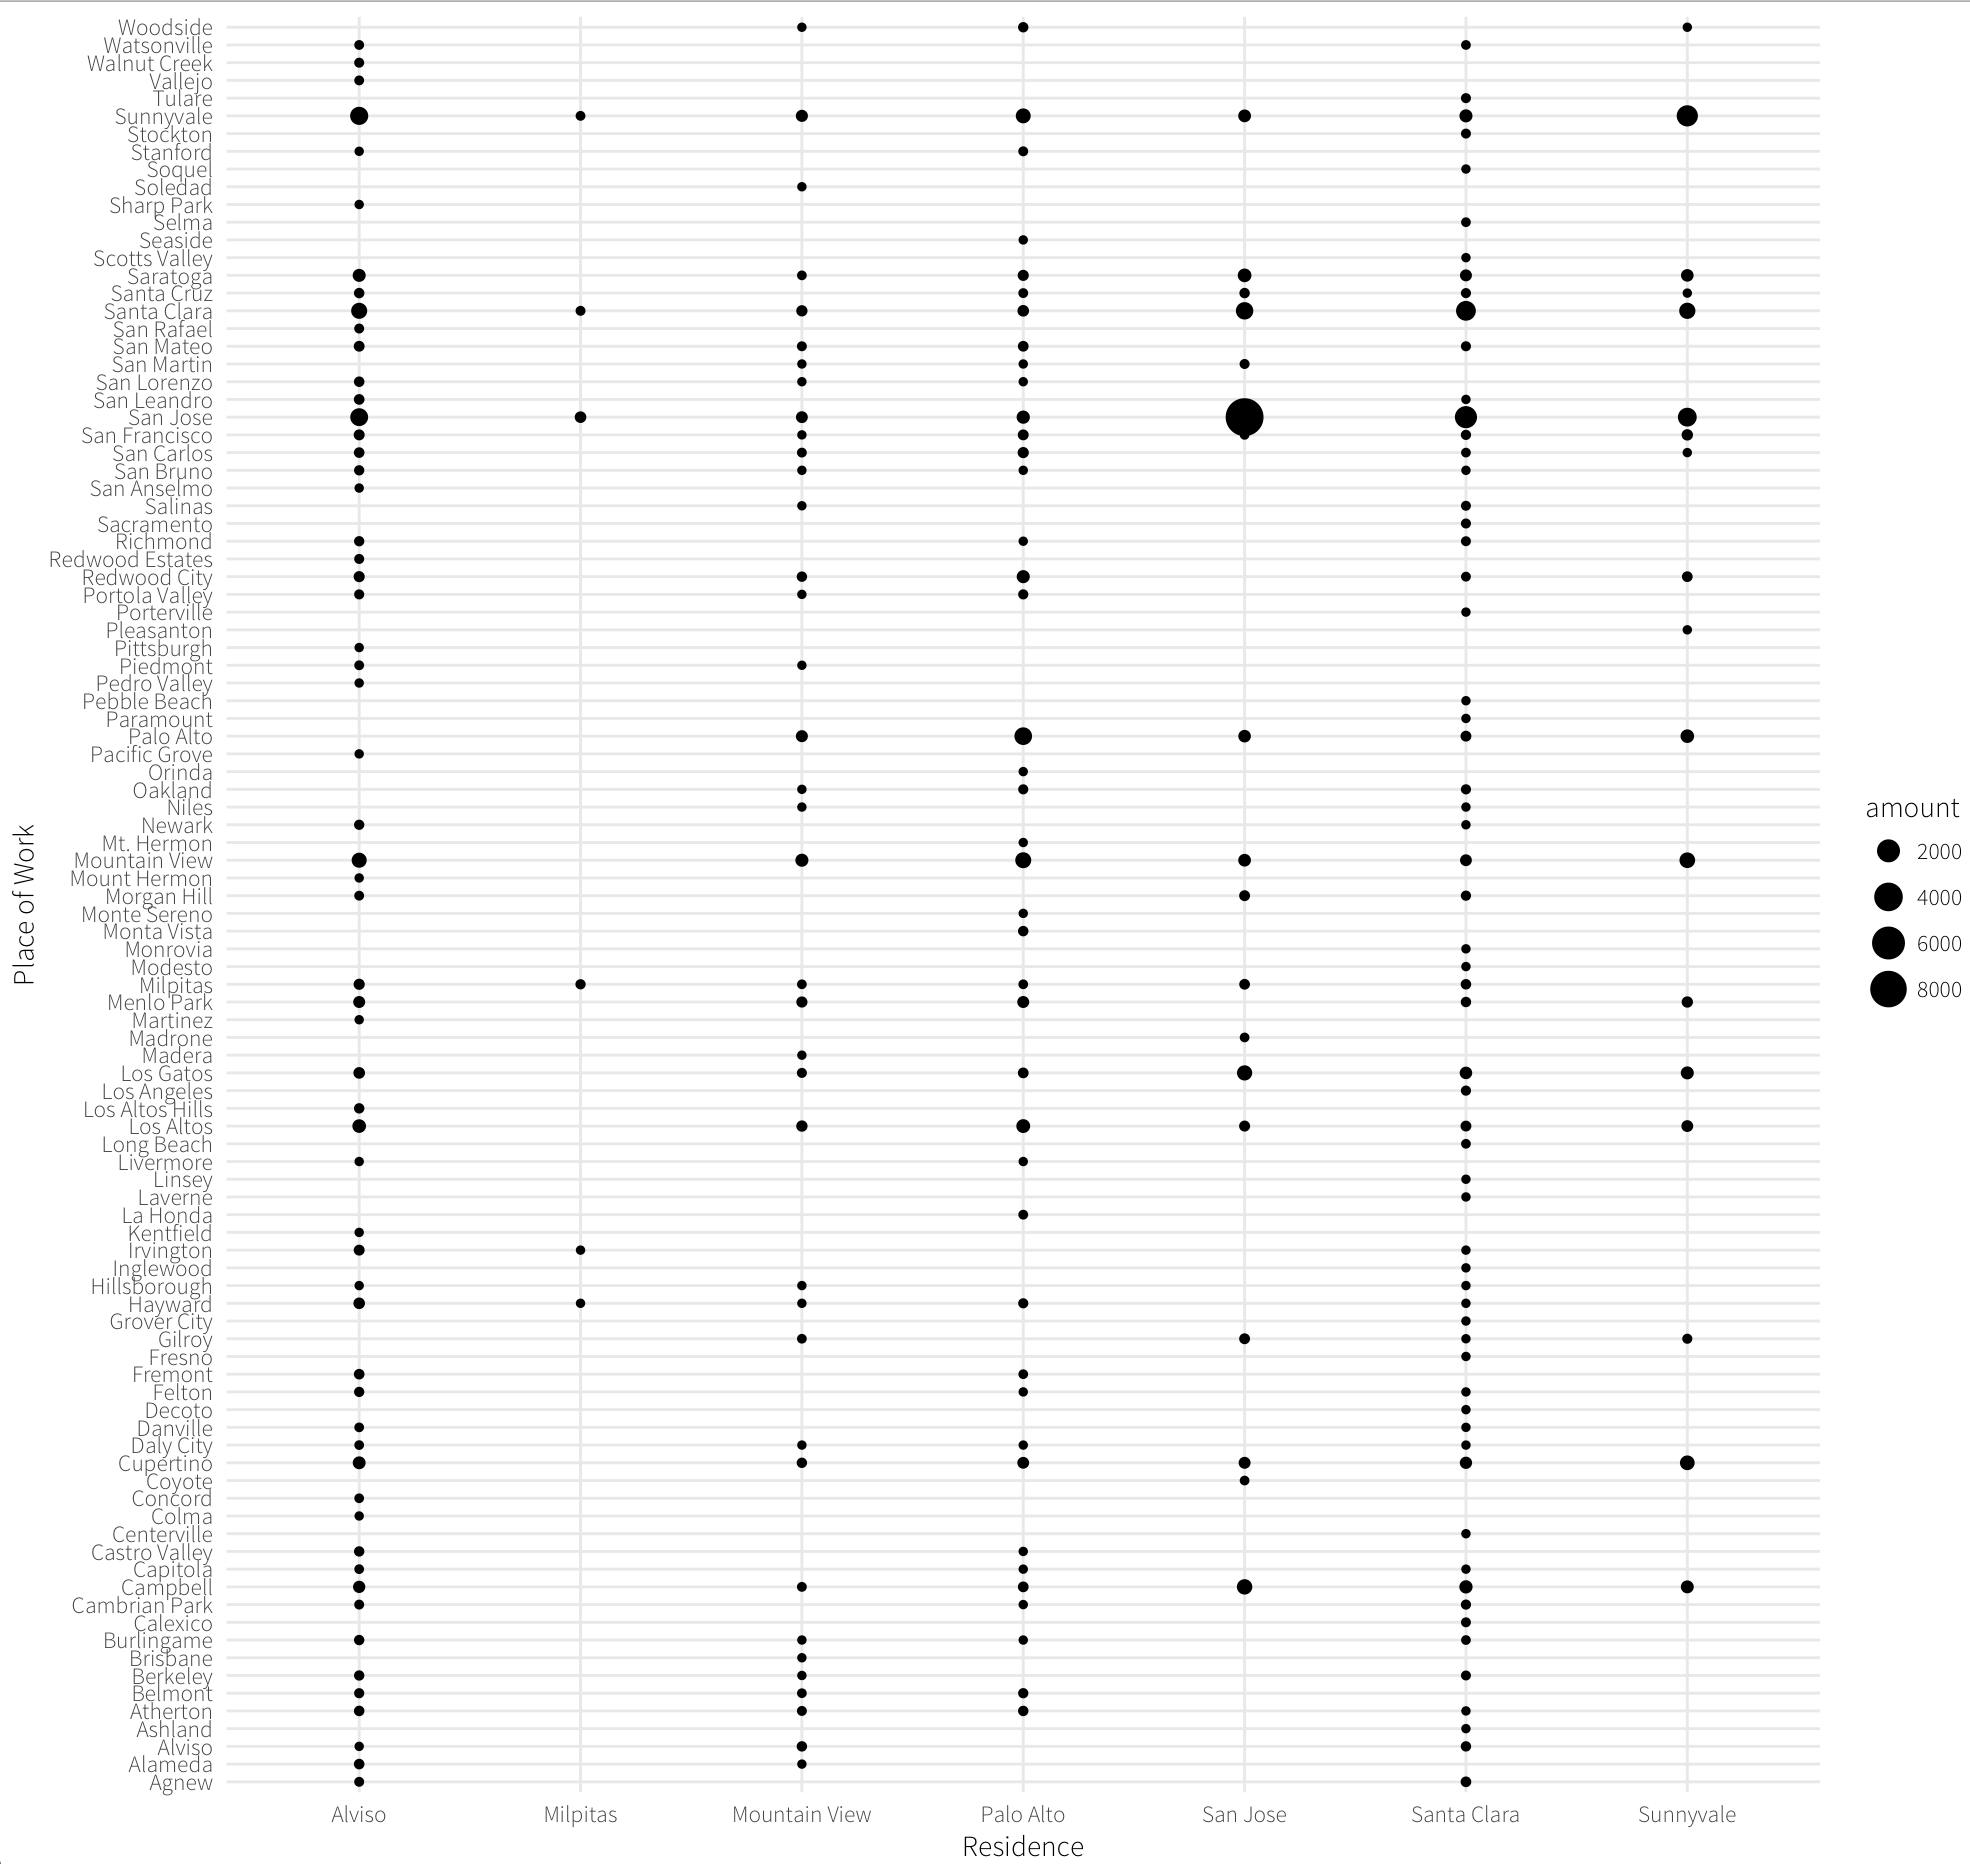 Woodside
Watsonville
Walnut Creek
Vallejo
Tulare
Sunnyvale
Stockton
Stanford
Soquel
Soledad
Sharp Park
Selma
Seaside
Scotts Valley
Saratoga
Santa Cruz
Santa Clara
San Rafael
San Mateo
San Martin
San Lorenzo
San Leandro
San Jose
San Francisco
San Carlos
San Bruno
San Anselmo
Salinas
Sacramento
Richmond
Redwood Estates
Redwood City
Portola Valley
Porterville
Pleasanton
Pittsburgh
Piedmont
Pedro Valley
Pebble Beach
Paramount
Palo Alto
Pacific Grove
Orinda
Oakland
Niles
Newark
Mt. Hermon
Mountain View
Mount Hermon
Morgan Hill
Monte Sereno
Monta Vista
Monrovia
Modesto
Milpitas
Menlo Park
Martinez
Madrone
Madera
Los Gatos
Los Angeles
Los Altos Hills
Los Altos
Long Beach
Livermore
Linsey
Laverne
La Honda
Kentfield
Irvington
Inglewood
Hillsborough
Hayward
Grover City
Gilroy
Fresno
Fremont
Felton
Decoto
Danville
Daly City
Cupertino
Coyote
Concord
Colma
Centerville
Castro Valley
Capitola
Campbell
Cambrian Park
Calexico
Burlingame
Brisbane
Berkeley
Belmont
Atherton
Ashland
Alviso
Alameda
Agnew
Place of Work
Alviso Milpitas Mountain View Palo Alto San Jose Santa Clara Sunnyvale
Residence
amount
2000
4000
6000
8000